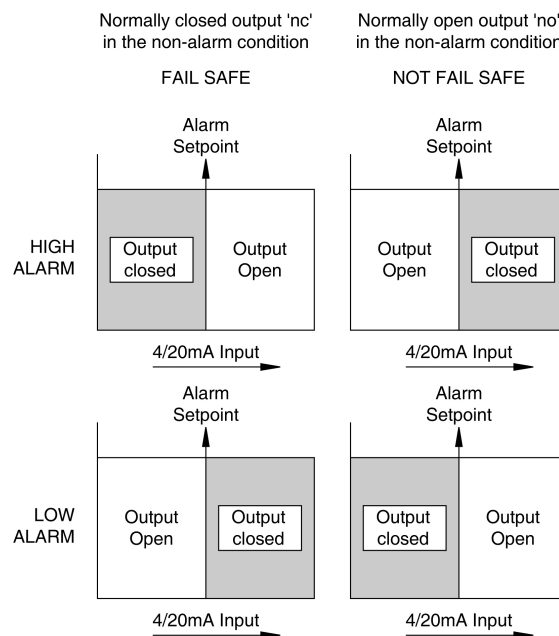 Normally closed output 'nc'
in the non-alarm condition
FAIL SAFE
Normally open output 'no'
in the non-alarm condition
NOT FAIL SAFE
Alarm
Setpoint
Alarm
Setpoint
HIGH
ALARM
Output
closed
Output
Open
Output
Open
Output
closed
4/20mA Input
4/20mA Input
Alarm
Setpoint
Alarm
Setpoint
LOW
ALARM
Output
Open
Output
closed
Output
closed
Output
Open
4/20mA Input
4/20mA Input